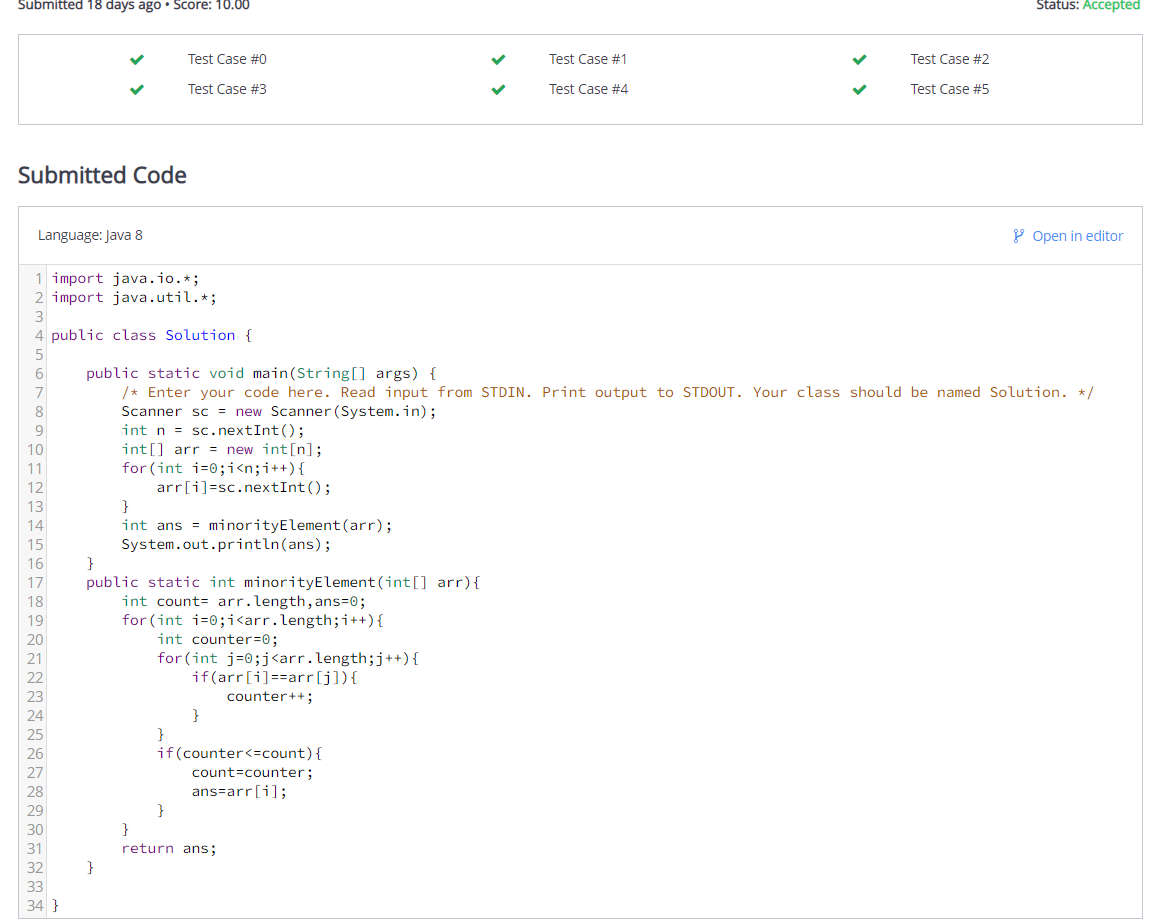 Submitted 18 days ago • Score: 10.00 Status: Accepted
Test Case #0 Test Case #1 Test Case #2
Test Case #3 Test Case #4 Test Case #5
Submitted Code
Language: Java 8 Open in editor
1 import java.io.*;
2 import java.util.*;
3
4 public class Solution {
5
6     public static void main(String[] args) {
7         /* Enter your code here. Read input from STDIN. Print output to STDOUT. Your class should be named Solution. */
8         Scanner sc = new Scanner(System.in);
9         int n = sc.nextInt();
10         int[] arr = new int[n];
11         for(int i=0;i<n;i++){
12             arr[i]=sc.nextInt();
13         }
14         int ans = minorityElement(arr);
15         System.out.println(ans);
16     }
17     public static int minorityElement(int[] arr){
18         int count= arr.length,ans=0;
19         for(int i=0;i<arr.length;i++){
20             int counter=0;
21             for(int j=0;j<arr.length;j++){
22                 if(arr[i]==arr[j]){
23                     counter++;
24                 }
25             }
26             if(counter<=count){
27                 count=counter;
28                 ans=arr[i];
29             }
30         }
31         return ans;
32     }
33
34 }